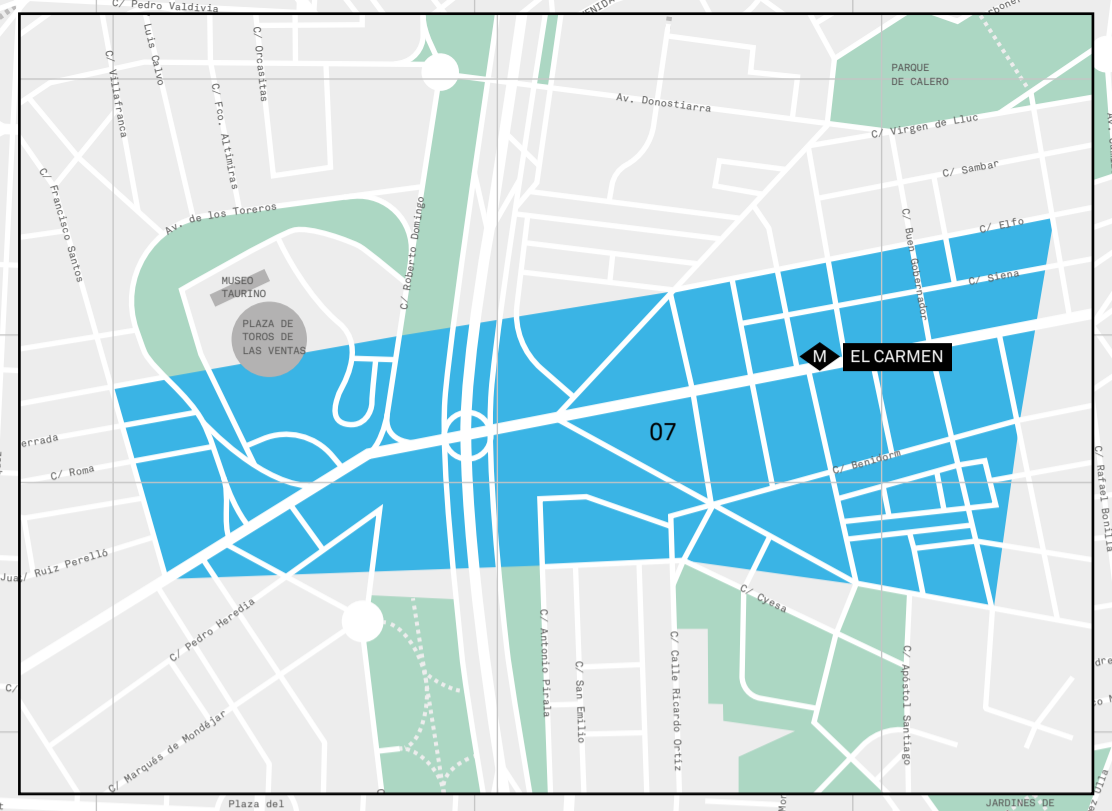 C/ Pedro Valdivia
C/ Villafranca
Luis Calvo
C/ Fco. Altimiras
C/ Orcasitas
PARQUE
DE CALERO
Av. Donostiarra
C/ Virgen de Lluc
C/ Sambar
C/ Francisco Santos
Av. de los Toreros
C/ Roberto Domingo
C/ Buen Gobernador
C/ Elfo
C/ Siena
MUSEO
TAURINO
PLAZA DE
TOROS DE
LAS VENTAS
M
EL CARMEN
07
errada
C/ Roma
C/ Benidorm
C/ Rafael Bonilla
Ruiz Perelló
C/ Pedro Heredia
C/ Cyesa
C/ Antonio Pirala
C/ San Emilio
C/ Calle Ricardo Ortiz
C/ Apóstol Santiago
C/
C/ Marqués de Mondéjar
Plaza del
JARDINES DE